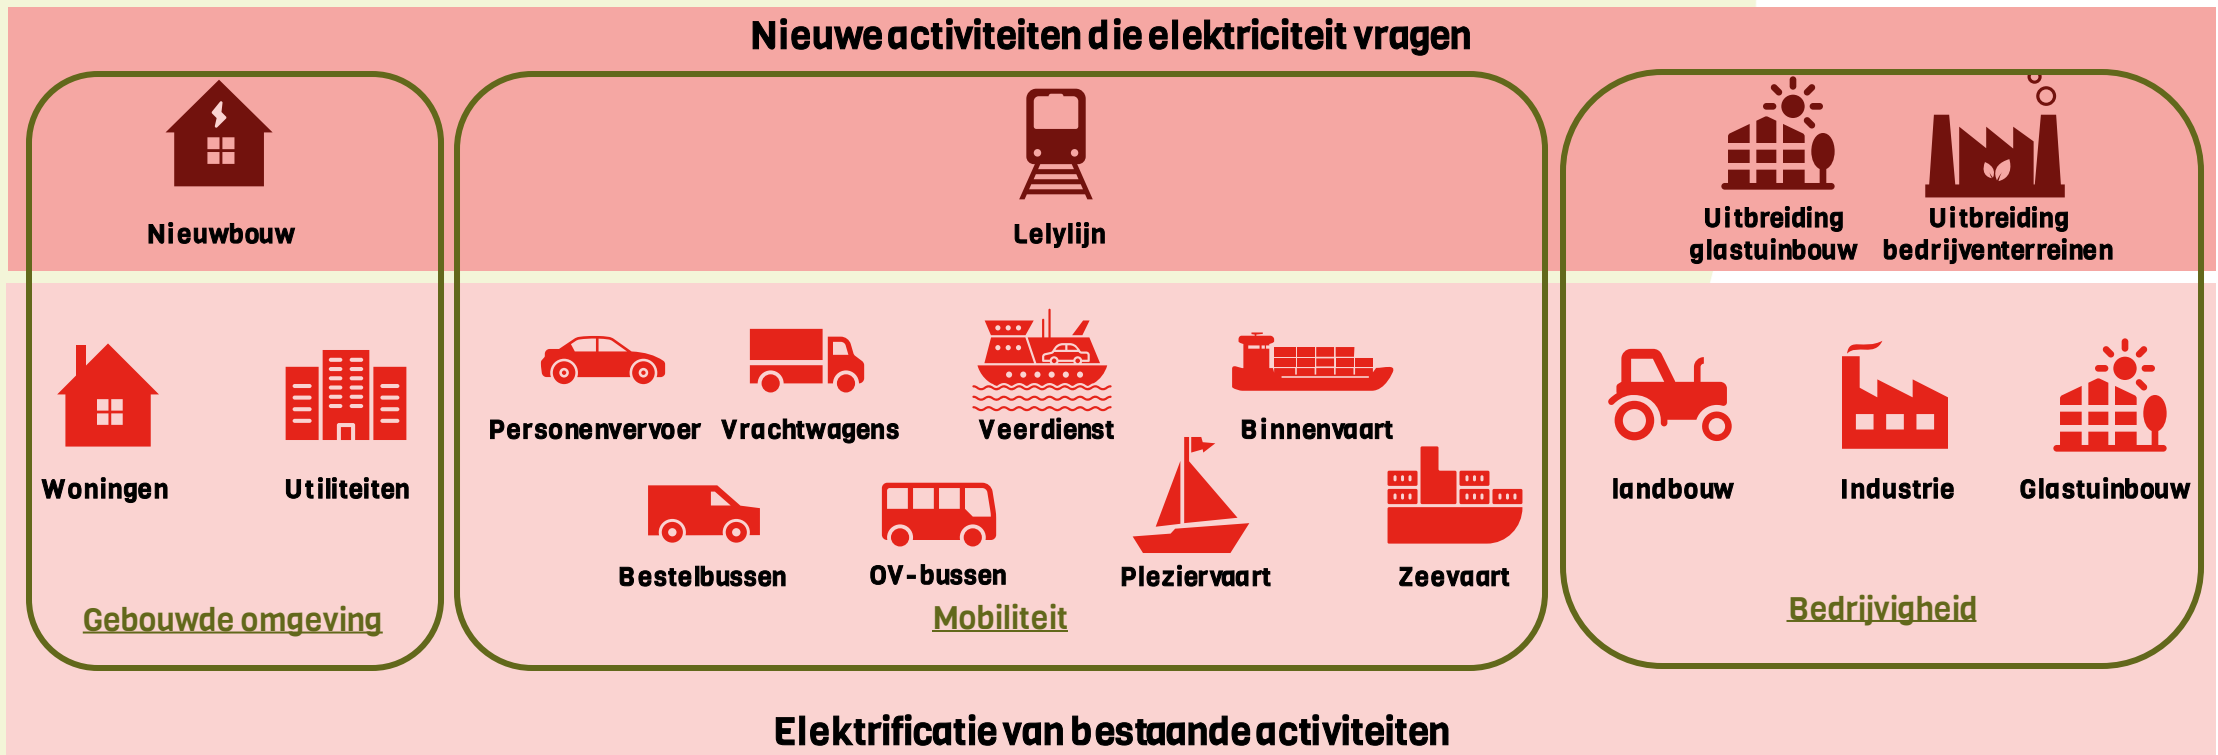 Nieuwe activiteiten die elektriciteit vragen
Nieuwbouw
Lelylijn
Uitbreiding
glastuinbouw
Uitbreiding
bedrijventerreinen
Personenvervoer
Vrachtwagens
Veerdienst
Binnenvaart
Woningen
Utiliteiten
landbouw
Industrie
Glastuinbouw
Bestelbussen
OV-bussen
Pleziervaart
Zeevaart
Gebouwde omgeving
Mobiliteit
Bedrijvigheid
Elektrificatie van bestaande activiteiten